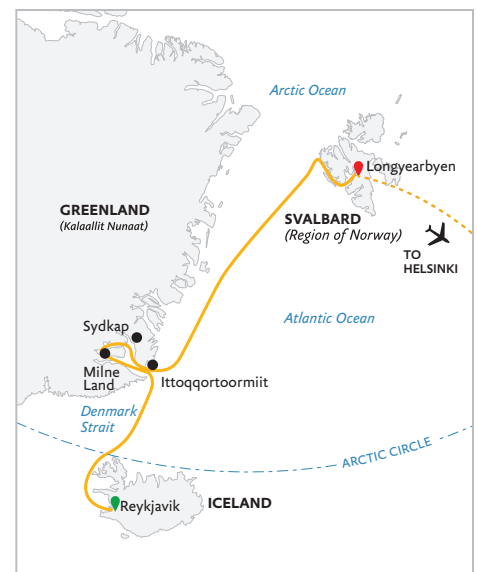 Arctic Ocean
Longyearbyen
GREENLAND
(Kalaallit Nunaat)
SVALBARD
(Region of Norway)
TO
HELSINKI
Sydkap
Atlantic Ocean
Milne
Land
Ittoqqortoormiit
Denmark
Strait
ARCTIC CIRCLE
Reykjavik
ICELAND